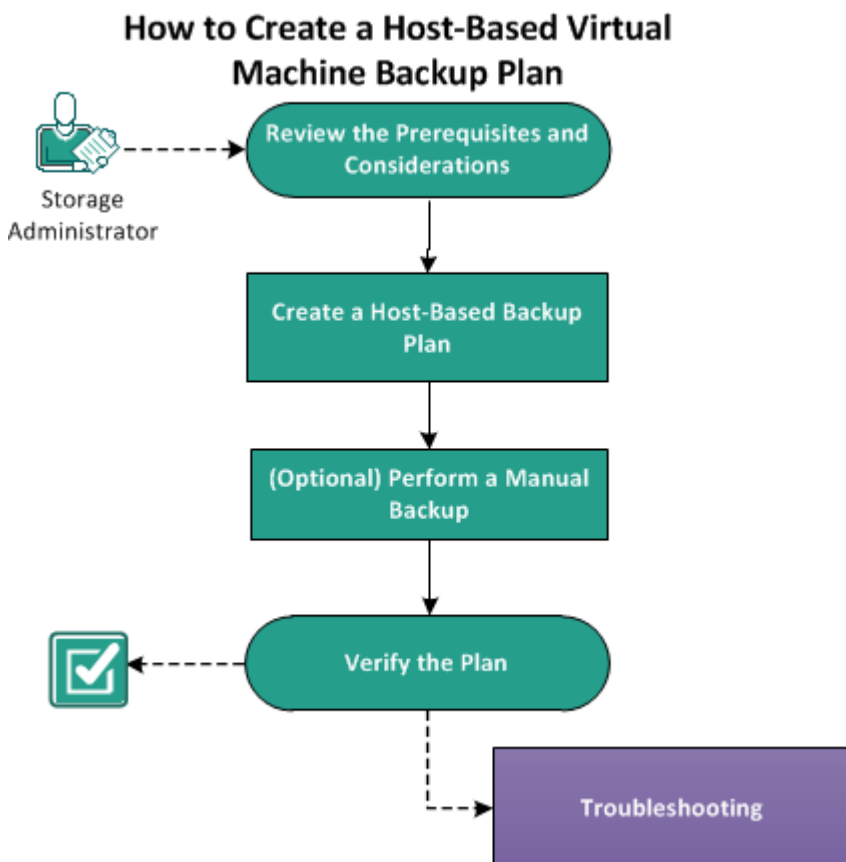 How to Create a Host-Based Virtual
Machine Backup Plan
Review the Prerequisites and
Considerations
Storage
Administrator
Create a Host-Based Backup
Plan
(Optional) Perform a Manual
Backup
Verify the Plan
Troubleshooting